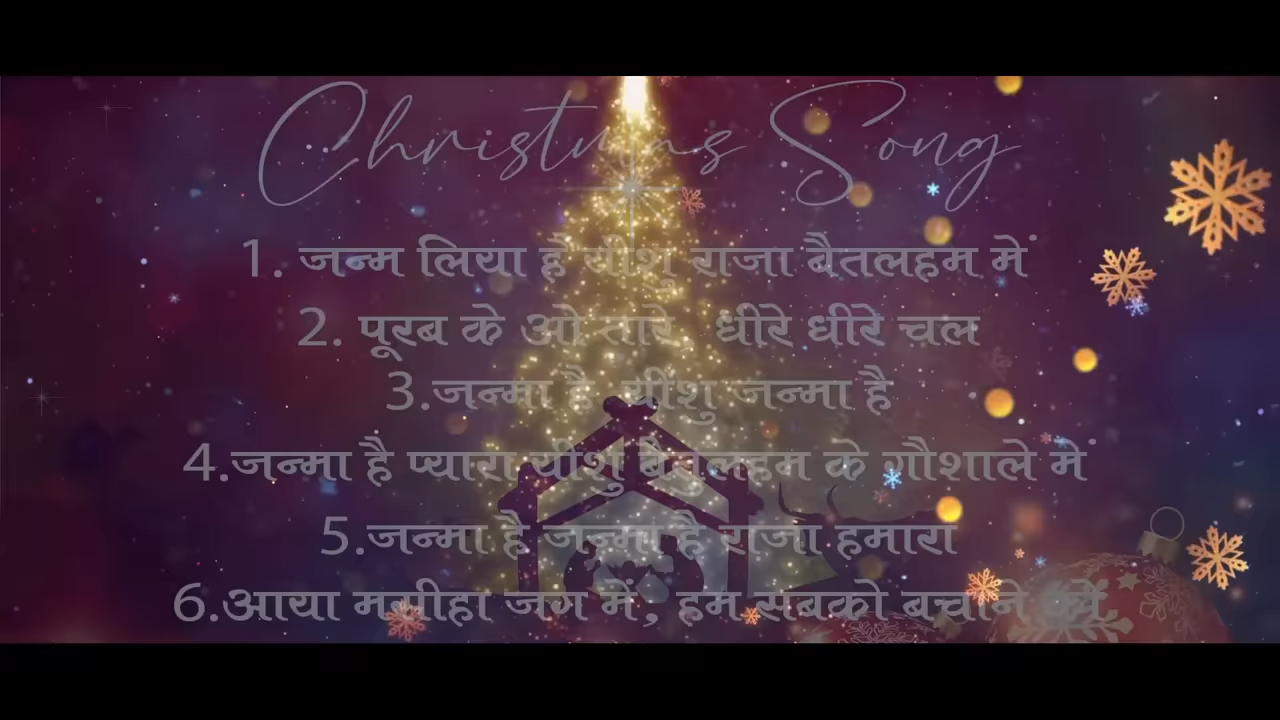 Christmas Song
1. जन्म लिया है यीशु राजा बैतलहम में
2. पूरब के ओ तारे धीरे धीरे चल
3.जन्मा है यीशु जन्मा है
4.जन्मा है प्यारा यीशु बैतुलहम के गौशाले में
5.जन्मा है जन्मा है राजा हमारा
6.आया मसीहा जग में, हम सबको बचाने को